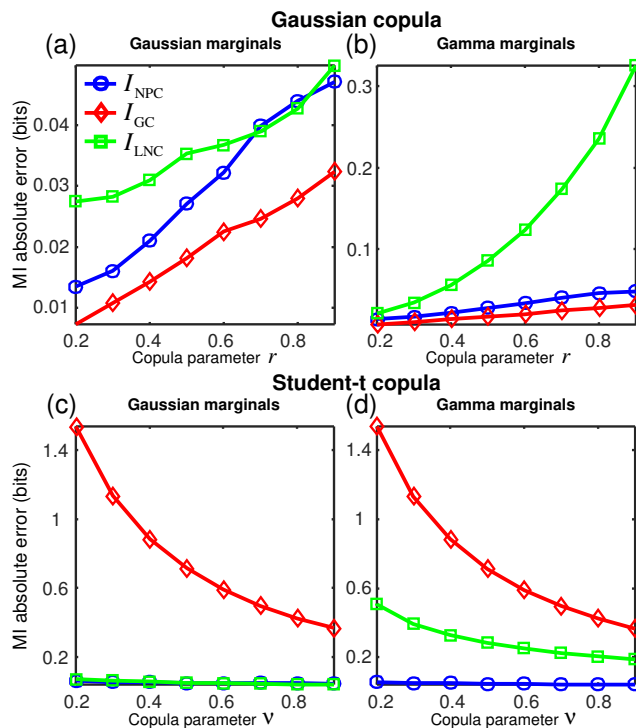 Gaussian copula
(a) Gaussian marginals
(b) Gamma marginals
MI absolute error (bits)
0.04
0.03
0.02
0.01
I_NPC
I_GC
I_LNC
0.3
0.2
0.1
0.2 0.4 0.6 0.8
Copula parameter r
0.2 0.4 0.6 0.8
Copula parameter r
Student-t copula
(c) Gaussian marginals
(d) Gamma marginals
MI absolute error (bits)
1.4
1
0.6
0.2
1.4
1
0.6
0.2
0.2 0.4 0.6 0.8
Copula parameter ν
0.2 0.4 0.6 0.8
Copula parameter ν